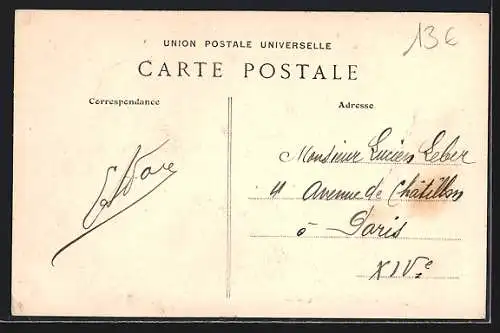 13€
UNION POSTALE UNIVERSELLE
CARTE POSTALE
Correspondance
Adresse
Monsieur Lucien Leber
11 Avenue de Châtillon
à Paris
XIVe